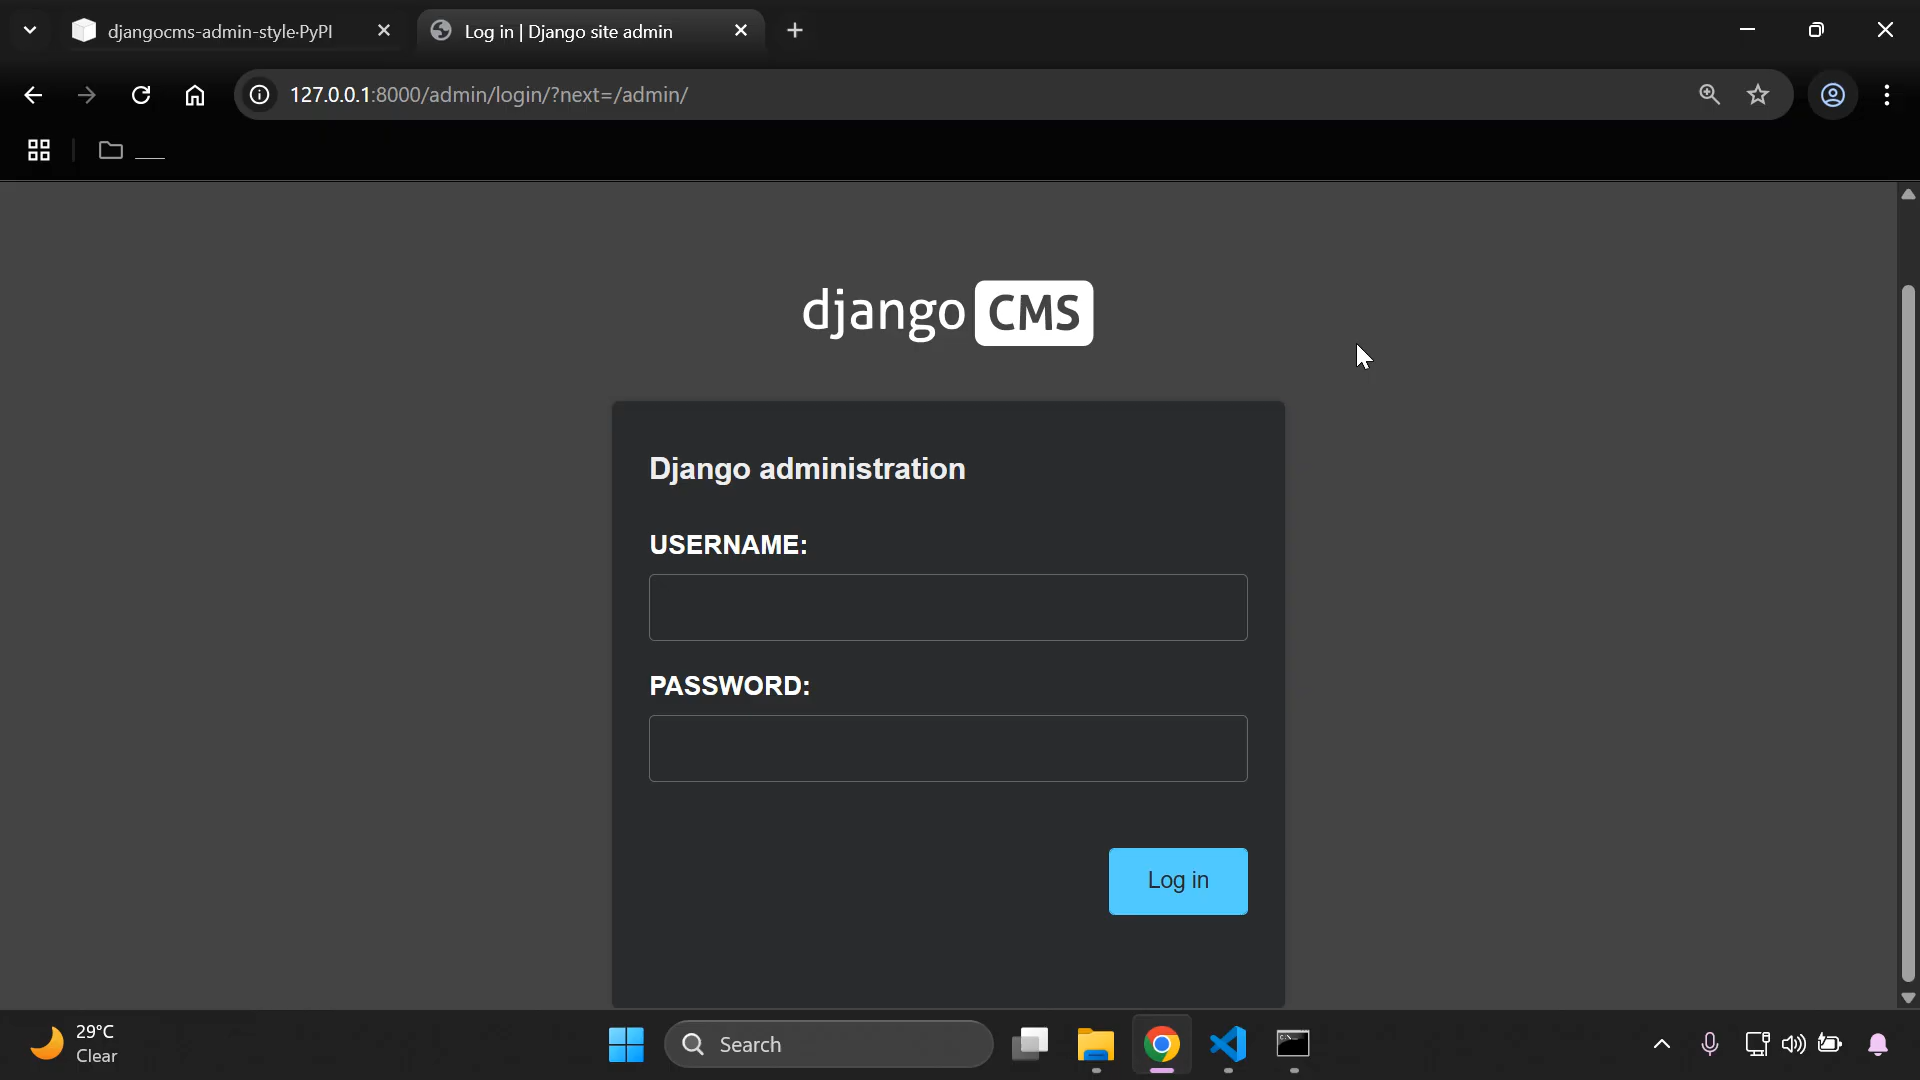 djangocms-admin-style·PyPI
Log in | Django site admin
127.0.0.1:8000/admin/login/?next=/admin/
___
django CMS
Django administration
USERNAME:
PASSWORD:
Log in
29°C
Clear
Search